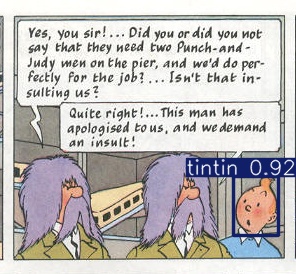 Yes, you sir!... Did you or did you not
say that they need two Punch-and-
Judy men on the pier, and we'd do per-
fectly for the job?... Isn't that in-
sulting us?
Quite right!...This man has
apologised to us, and we demand
an insult!
tintin 0.92